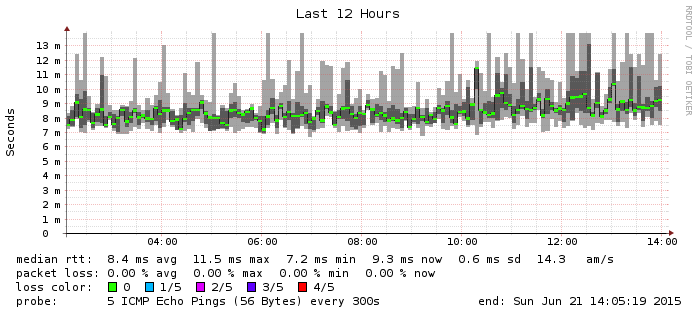 Last 12 Hours
RRDTOOL / TOBI OETIKER
Seconds
13 m
12 m
11 m
10 m
9 m
8 m
7 m
6 m
5 m
4 m
3 m
2 m
1 m
0
04:00 06:00 08:00 10:00 12:00 14:00
median rtt: 8.4 ms avg 11.5 ms max 7.2 ms min 9.3 ms now 0.6 ms sd 14.3 am/s
packet loss: 0.00 % avg 0.00 % max 0.00 % min 0.00 % now
loss color: 0 1/5 2/5 3/5 4/5
probe: 5 ICMP Echo Pings (56 Bytes) every 300s end: Sun Jun 21 14:05:19 2015